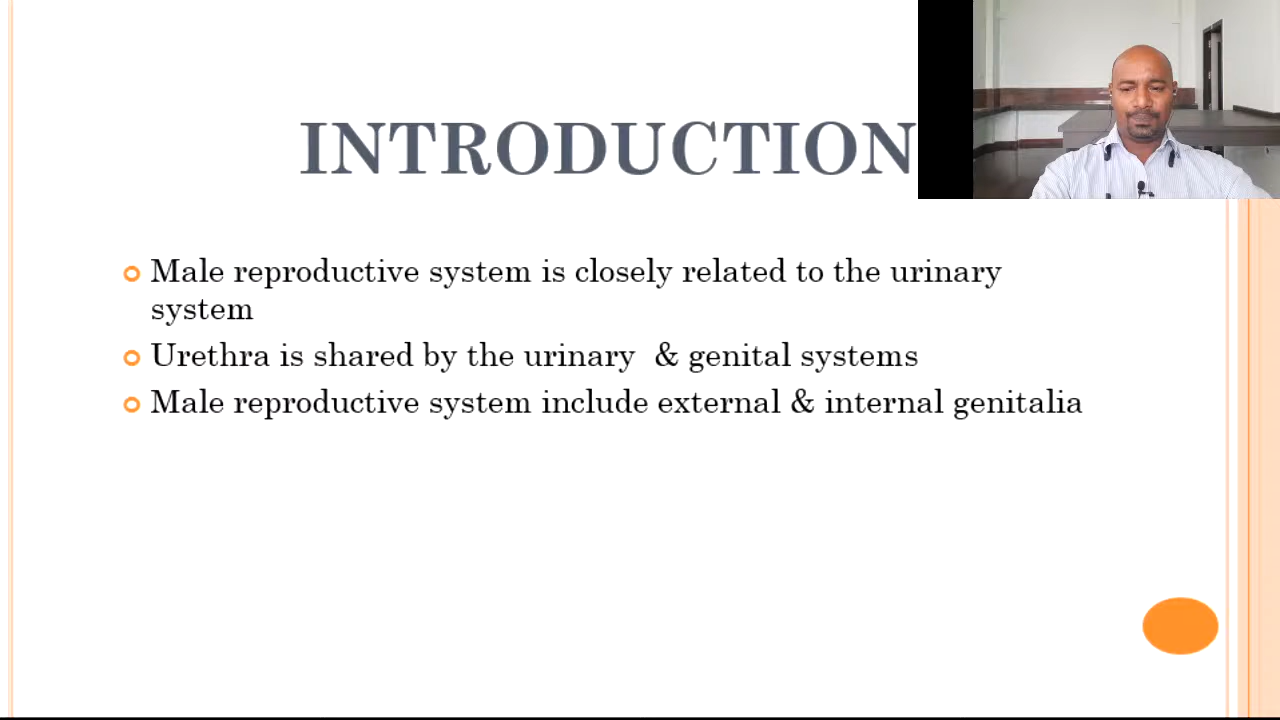 INTRODUCTION
Male reproductive system is closely related to the urinary
system
Urethra is shared by the urinary & genital systems
Male reproductive system include external & internal genitalia